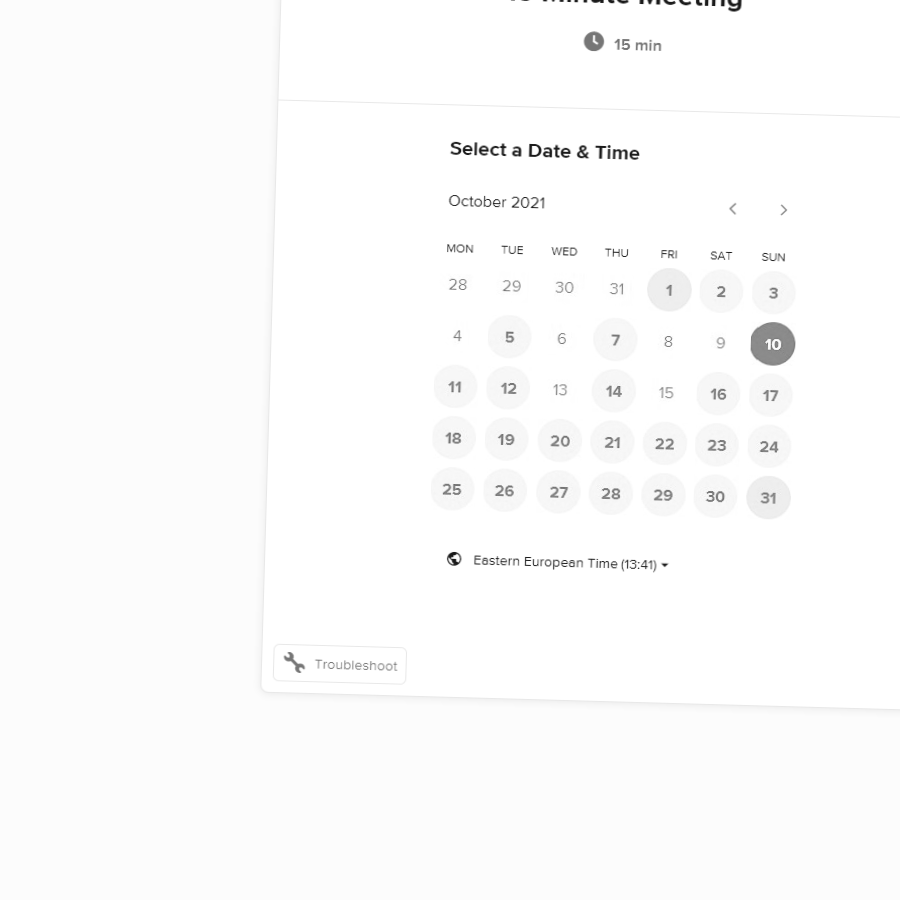 Minute Meeting
15 min
Select a Date & Time
October 2021
MON TUE WED THU FRI SAT SUN
28 29 30 31 1 2 3
4 5 6 7 8 9 10
11 12 13 14 15 16 17
18 19 20 21 22 23 24
25 26 27 28 29 30 31
Eastern European Time (13:41)
Troubleshoot